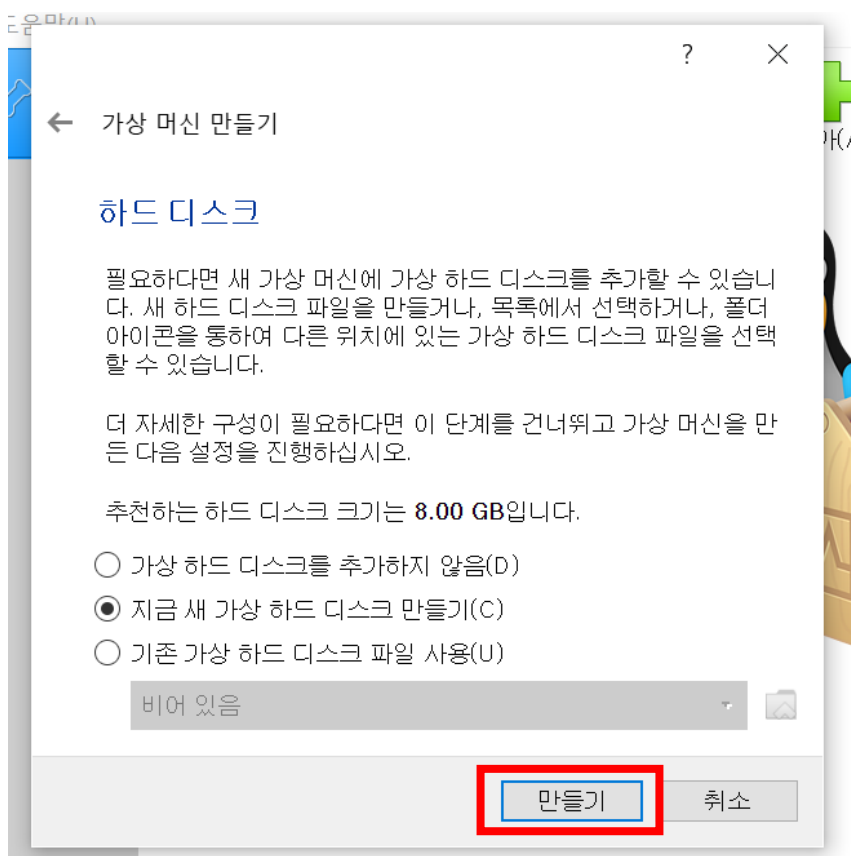 도움말(H)
?
가상 머신 만들기
하드 디스크
필요하다면 새 가상 머신에 가상 하드 디스크를 추가할 수 있습니
다. 새 하드 디스크 파일을 만들거나, 목록에서 선택하거나, 폴더
아이콘을 통하여 다른 위치에 있는 가상 하드 디스크 파일을 선택
할 수 있습니다.
더 자세한 구성이 필요하다면 이 단계를 건너뛰고 가상 머신을 만
든 다음 설정을 진행하십시오.
추천하는 하드 디스크 크기는 8.00 GB입니다.
가상 하드 디스크를 추가하지 않음(D)
지금 새 가상 하드 디스크 만들기(C)
기존 가상 하드 디스크 파일 사용(U)
비어 있음
만들기 취소